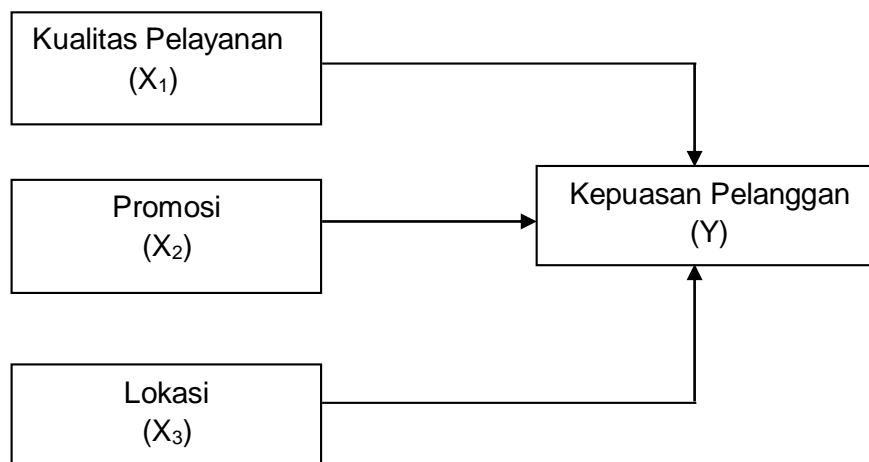 Kualitas Pelayanan
(X₁)
Promosi
(X₂)
Kepuasan Pelanggan
(Y)
Lokasi
(X₃)